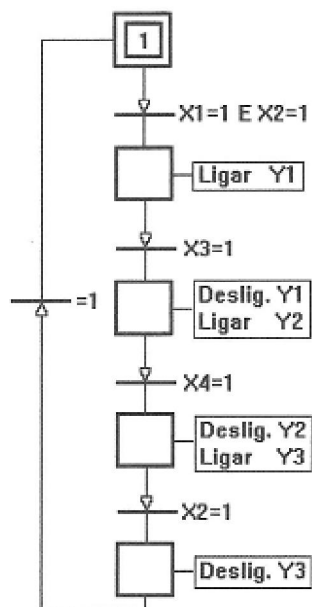 1
X1=1 E X2=1
Ligar Y1
X3=1
=1
Deslig. Y1
Ligar Y2
X4=1
Deslig. Y2
Ligar Y3
X2=1
Deslig. Y3